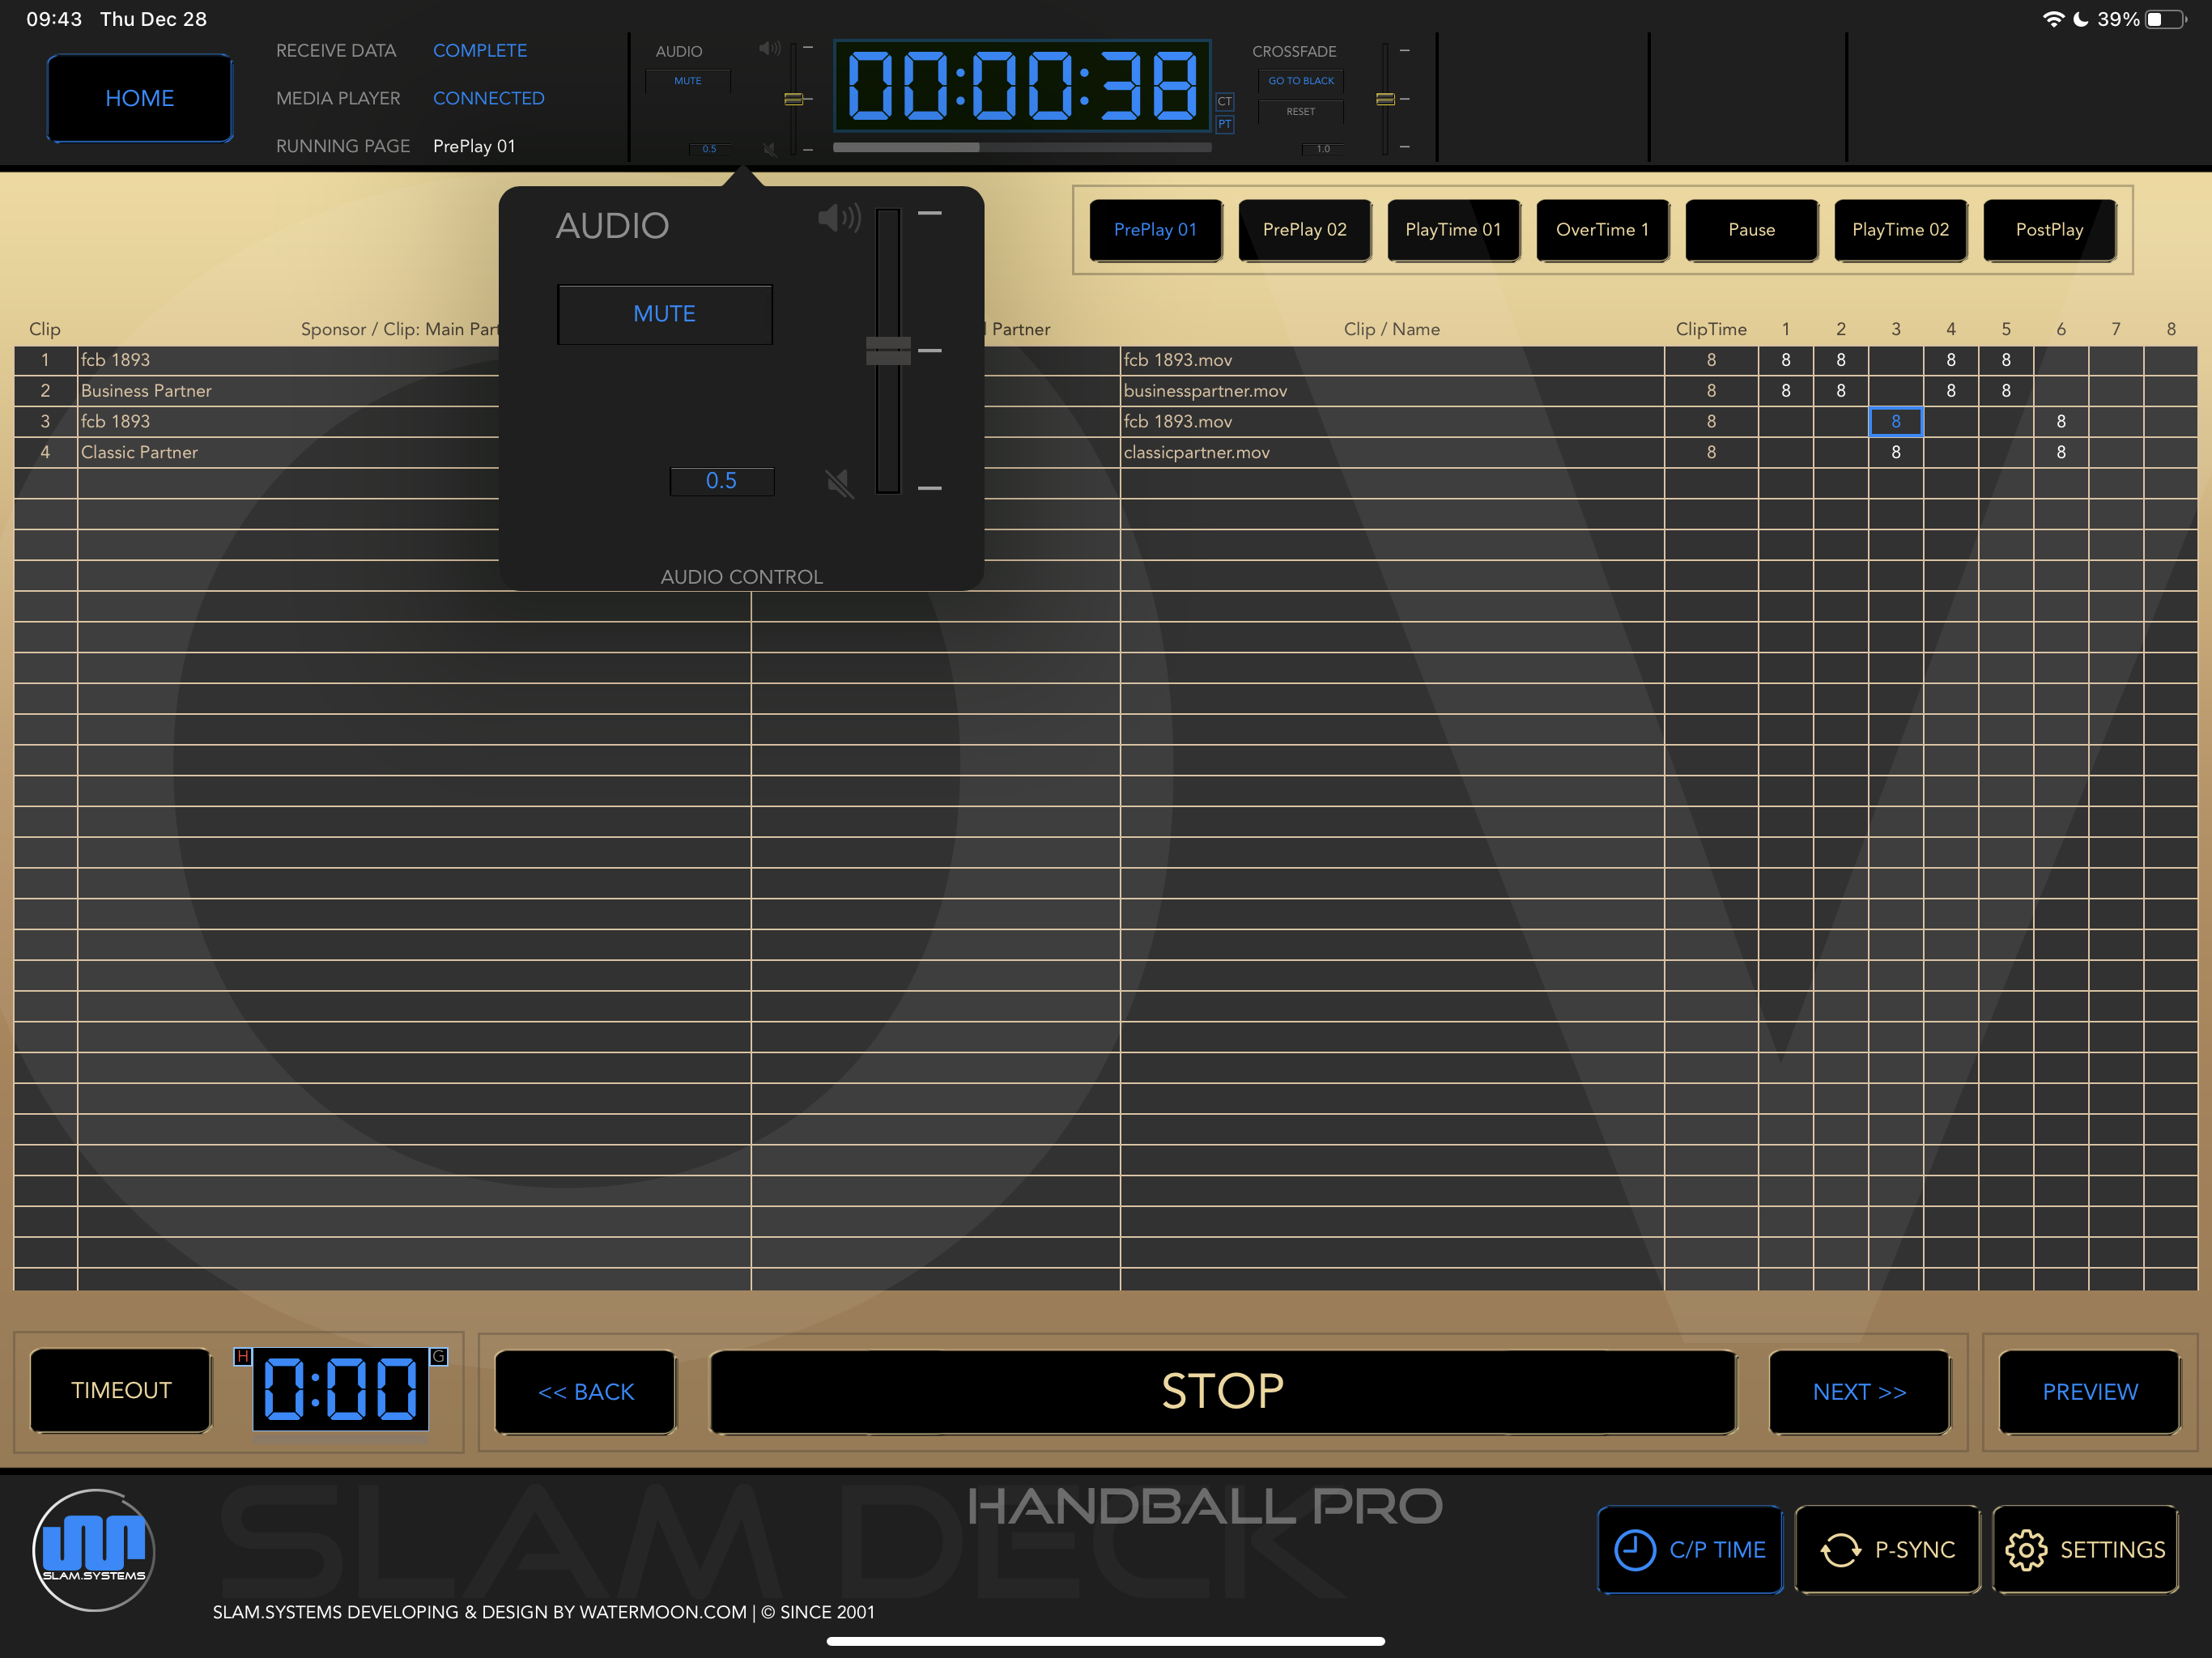 09:43 Thu Dec 28
39%
HOME
RECEIVE DATA COMPLETE
MEDIA PLAYER CONNECTED
RUNNING PAGE PrePlay 01
AUDIO
MUTE
0.5
00:00:38
CT
PT
CROSSFADE
GO TO BLACK
RESET
1.0
AUDIO
MUTE
0.5
AUDIO CONTROL
PrePlay 01 PrePlay 02 PlayTime 01 OverTime 1 Pause PlayTime 02 PostPlay
Clip Sponsor / Clip: Main Part Partner Clip / Name ClipTime 1 2 3 4 5 6 7 8
1 fcb 1893 fcb 1893.mov 8 8 8 8 8
2 Business Partner businesspartner.mov 8 8 8 8 8
3 fcb 1893 fcb 1893.mov 8 8 8
4 Classic Partner classicpartner.mov 8 8 8
TIMEOUT H 0:00 G << BACK STOP NEXT >> PREVIEW
SLAM DECK
HANDBALL PRO
SLAM.SYSTEMS
C/P TIME P-SYNC SETTINGS
SLAM.SYSTEMS DEVELOPING & DESIGN BY WATERMOON.COM | © SINCE 2001